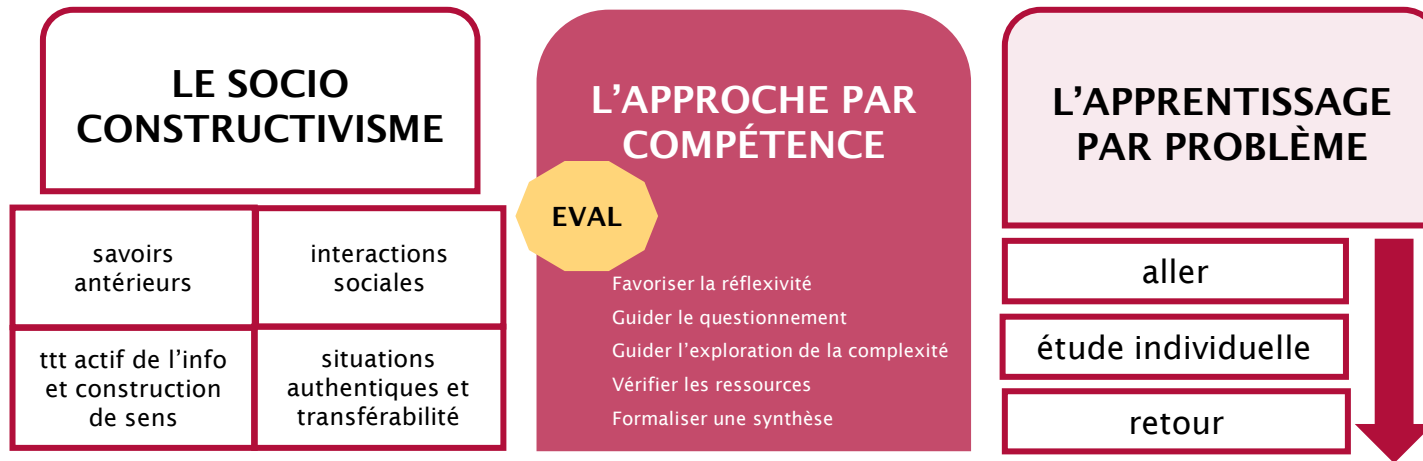 LE SOCIO
CONSTRUCTIVISME
savoirs
antérieurs
interactions
sociales
ttt actif de l'info
et construction
de sens
situations
authentiques et
transférabilité
L'APPROCHE PAR
COMPÉTENCE
EVAL
Favoriser la réflexivité
Guider le questionnement
Guider l'exploration de la complexité
Vérifier les ressources
Formaliser une synthèse
L'APPRENTISSAGE
PAR PROBLÈME
aller
étude individuelle
retour